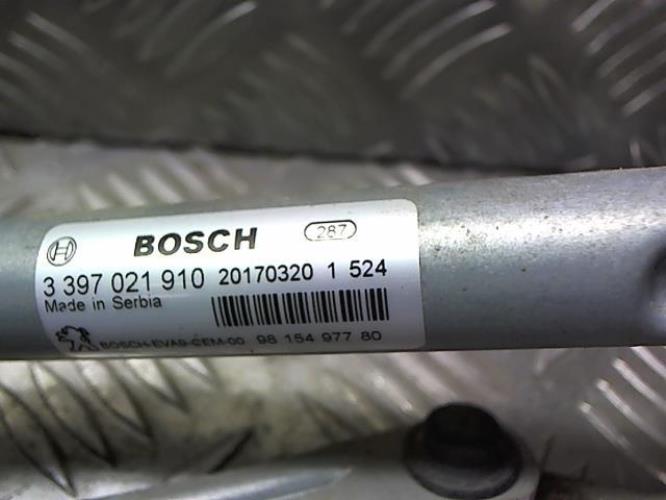 BOSCH 287
3 397 021 910 20170320 1 524
Made in Serbia
BOSCH-EVA9-CEM-00 98 154 977 80